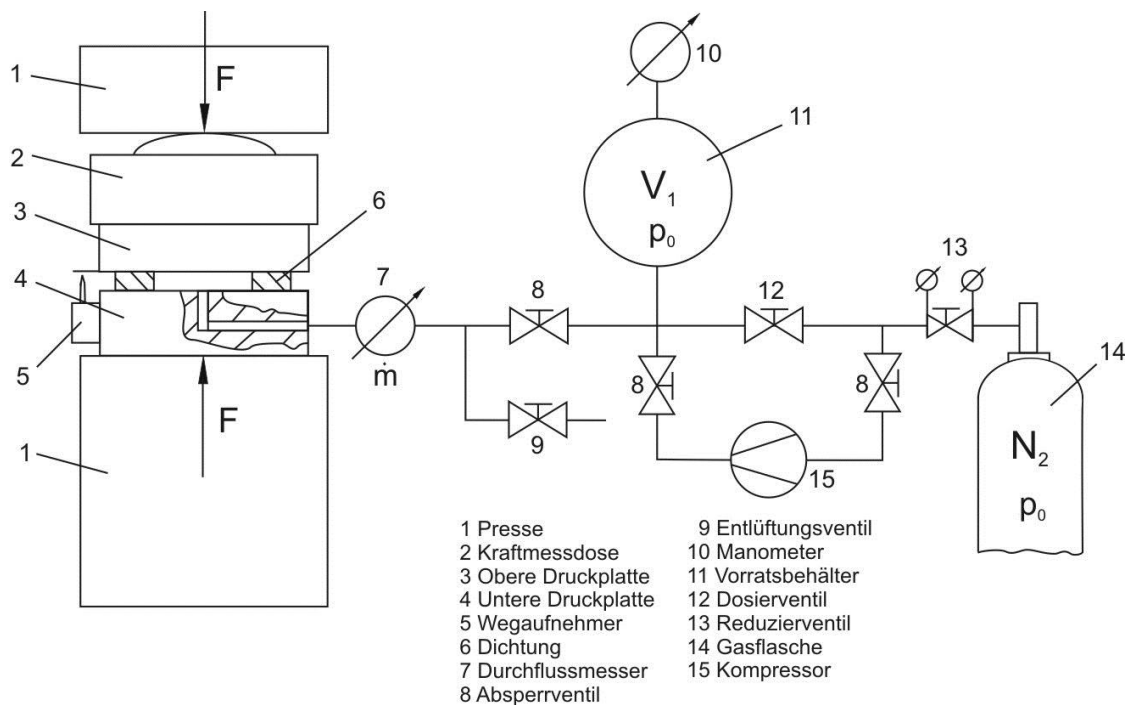 1
F
2
3
4
5
1
F
6
7
ṁ
8
9
10
11
V₁
p₀
8
12
8
15
13
14
N₂
p₀
1 Presse
2 Kraftmessdose
3 Obere Druckplatte
4 Untere Druckplatte
5 Wegaufnehmer
6 Dichtung
7 Durchflussmesser
8 Absperrventil
9 Entlüftungsventil
10 Manometer
11 Vorratsbehälter
12 Dosierventil
13 Reduzierventil
14 Gasflasche
15 Kompressor